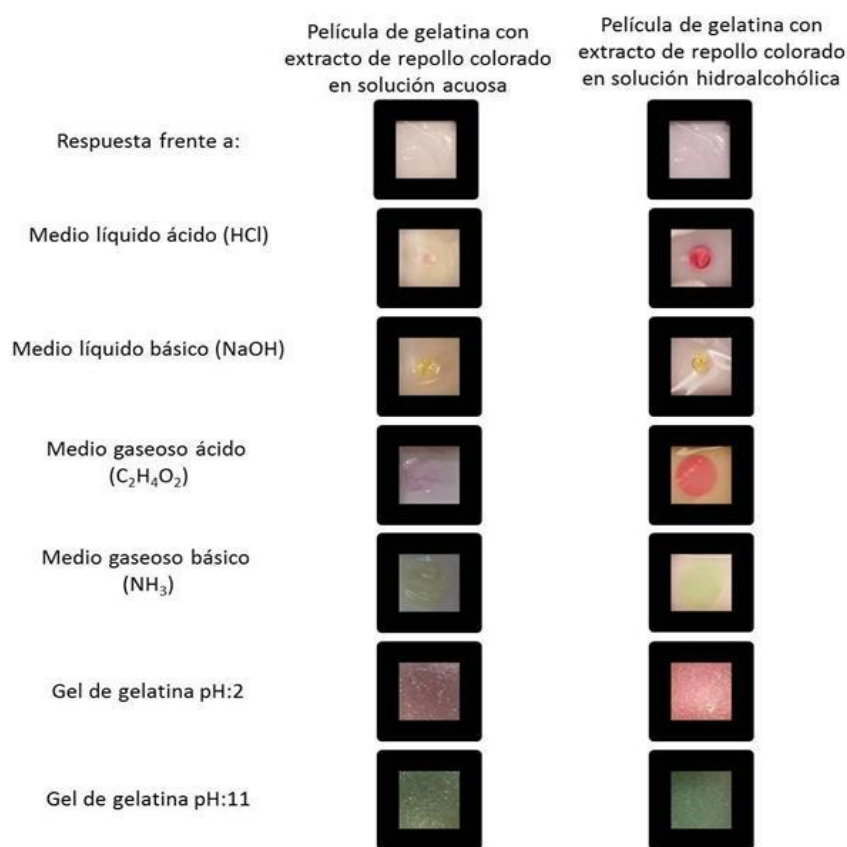 Película de gelatina con
extracto de repollo colorado
en solución acuosa
Película de gelatina con
extracto de repollo colorado
en solución hidroalcohólica
Respuesta frente a:
Medio líquido ácido (HCl)
Medio líquido básico (NaOH)
Medio gaseoso ácido
(C₂H₄O₂)
Medio gaseoso básico
(NH₃)
Gel de gelatina pH:2
Gel de gelatina pH:11